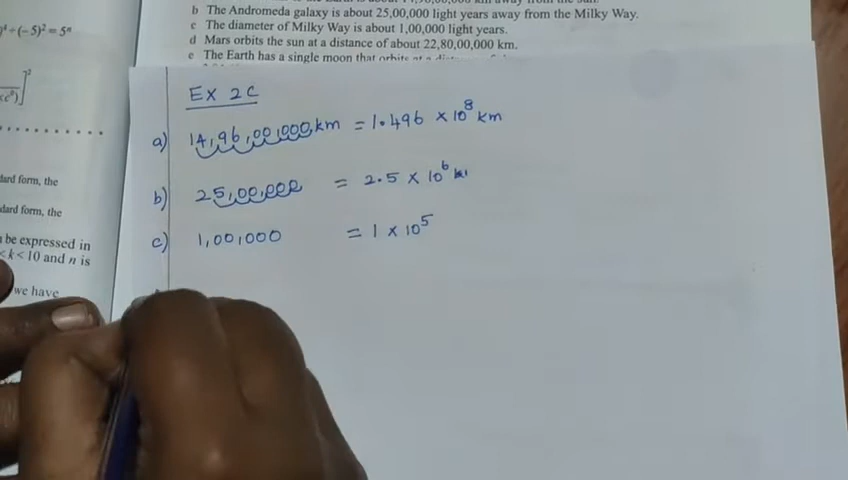 b The Andromeda galaxy is about 25,00,000 light years away from the Milky Way.
c The diameter of Milky Way is about 1,00,000 light years.
d Mars orbits the sun at a distance of about 22,80,00,000 km.
e The Earth has a single moon that orbits at a
÷(−5)² = 5ⁿ
dard form, the
dard form, the
be expressed in
< k < 10 and n is
we have
Ex 2C
a) 14,96,00,000 km = 1.496 × 10⁸ km
b) 25,00,000 = 2.5 × 10⁶
c) 1,00,000 = 1 × 10⁵